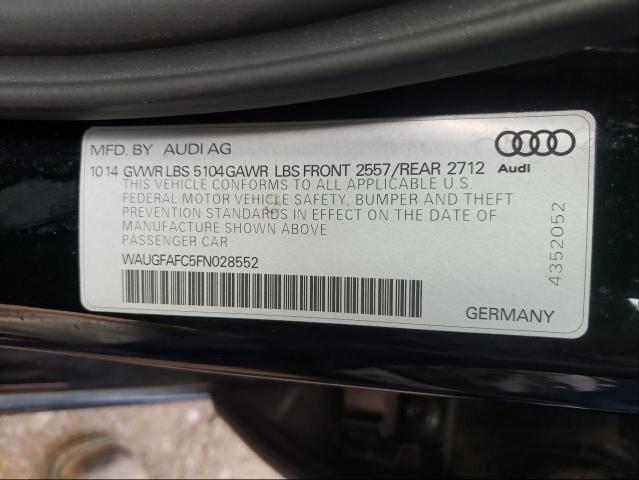 MFD. BY AUDI AG
10 14 GVWR LBS 5104 GAWR LBS FRONT 2557/REAR 2712 Audi
THIS VEHICLE CONFORMS TO ALL APPLICABLE U.S.
FEDERAL MOTOR VEHICLE SAFETY, BUMPER AND THEFT
PREVENTION STANDARDS IN EFFECT ON THE DATE OF
MANUFACTURE SHOWN ABOVE
PASSENGER CAR
WAUGFAFC5FN028552
4352052
GERMANY